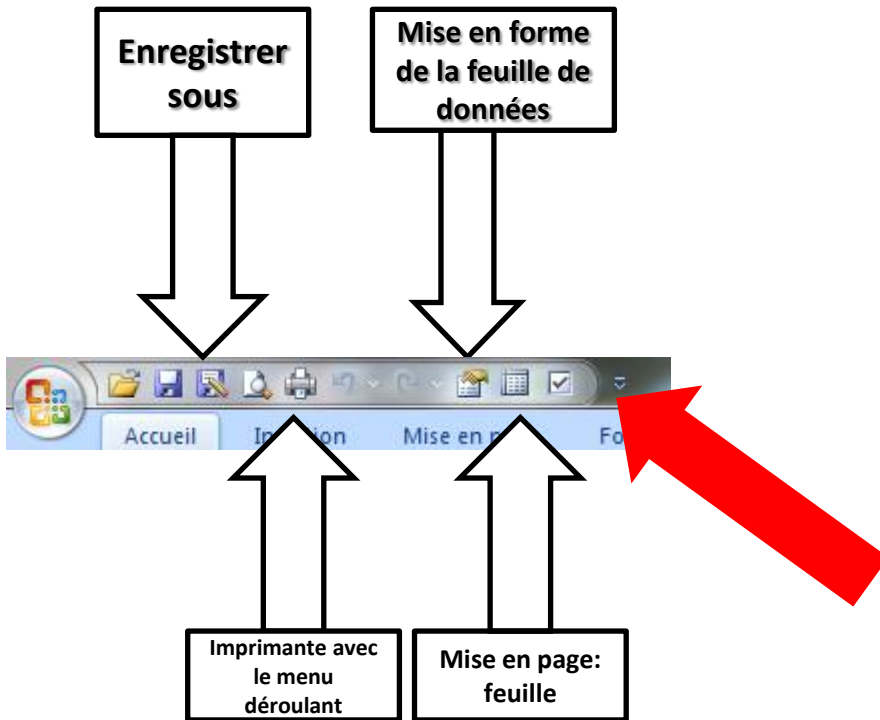 Enregistrer
sous
Mise en forme
de la feuille de
données
Accueil
Mise en
Imprimante avec
le menu
déroulant
Mise en page:
feuille